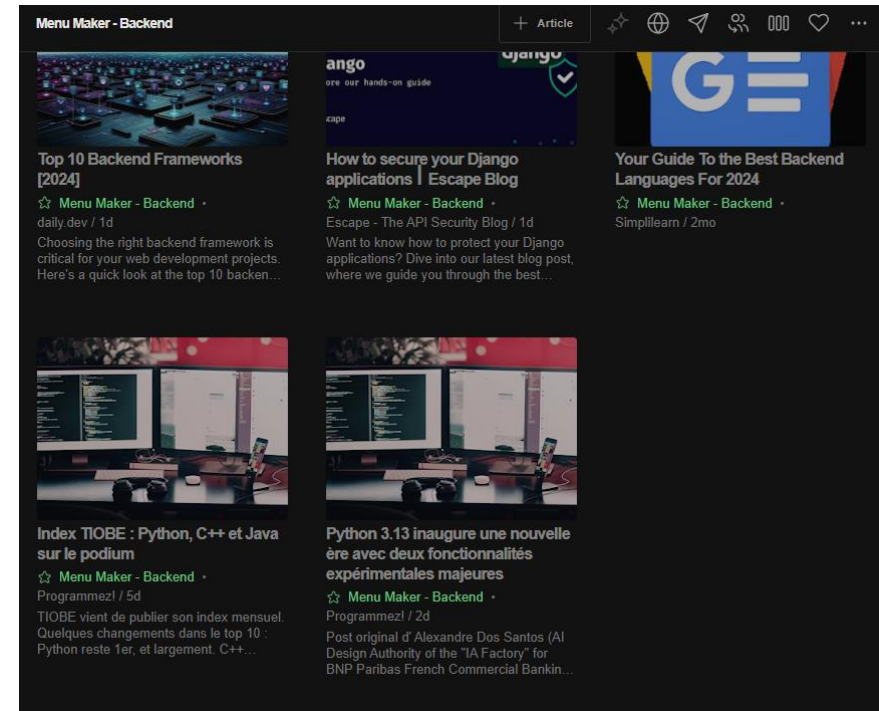 Menu Maker - Backend
+ Article
ango
django
ore our hands-on guide
cape
GE
Top 10 Backend Frameworks
[2024]
Menu Maker - Backend •
daily.dev / 1d
Choosing the right backend framework is
critical for your web development projects.
Here's a quick look at the top 10 backen...
How to secure your Django
applications | Escape Blog
Menu Maker - Backend •
Escape - The API Security Blog / 1d
Want to know how to protect your Django
applications? Dive into our latest blog post,
where we guide you through the best...
Your Guide To the Best Backend
Languages For 2024
Menu Maker - Backend •
Simplilearn / 2mo
Index TIOBE : Python, C++ et Java
sur le podium
Menu Maker - Backend •
Programmez! / 5d
TIOBE vient de publier son index mensuel.
Quelques changements dans le top 10 :
Python reste 1er, et largement. C++...
Python 3.13 inaugure une nouvelle
ère avec deux fonctionnalités
expérimentales majeures
Menu Maker - Backend •
Programmez! / 2d
Post original d' Alexandre Dos Santos (AI
Design Authority of the "IA Factory" for
BNP Paribas French Commercial Bankin...